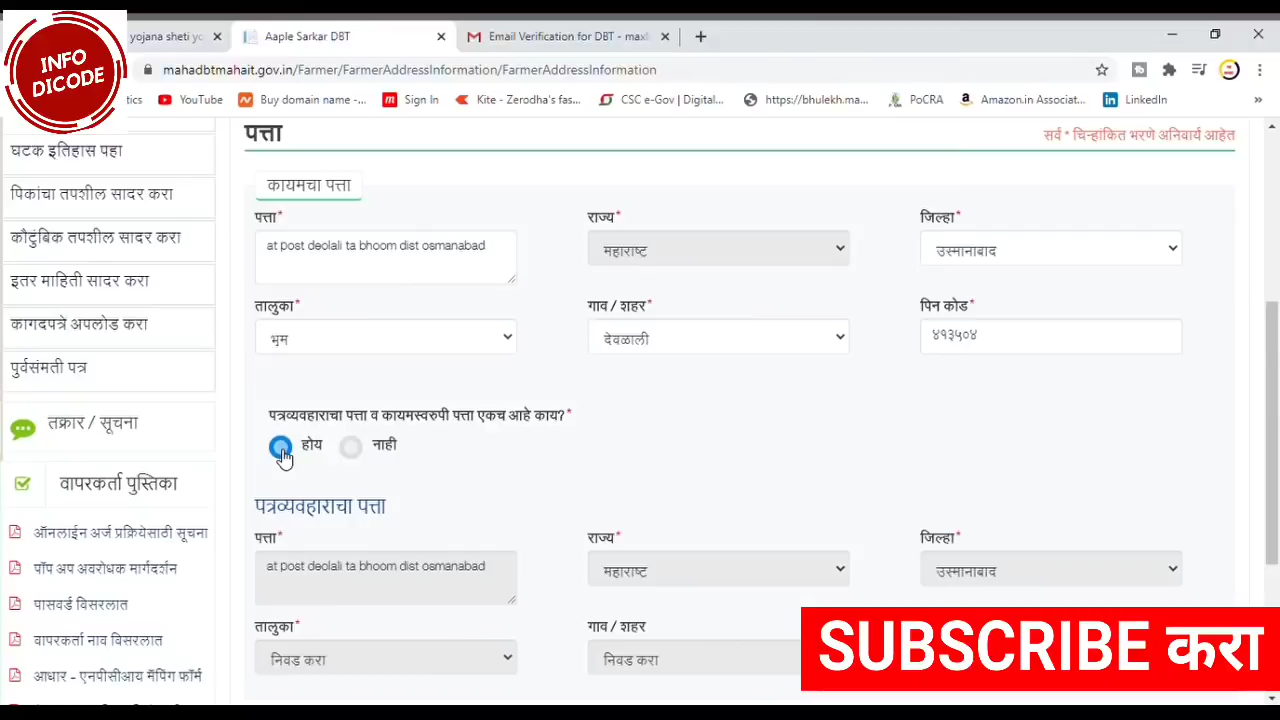 INFO
DICODE
yojana sheti yo
Aaple Sarkar DBT
Email Verification for DBT - maxl
mahadbtmahait.gov.in/Farmer/FarmerAddressInformation/FarmerAddressInformation
tics
YouTube
Buy domain name -...
Sign In
Kite - Zerodha's fas...
CSC e-Gov | Digital...
https://bhulekh.ma...
PoCRA
Amazon.in Associat...
LinkedIn
»
पत्ता
सर्व * चिन्हांकित भरणे अनिवार्य आहेत
घटक इतिहास पहा
पिकांचा तपशील सादर करा
कौटुंबिक तपशील सादर करा
इतर माहिती सादर करा
कागदपत्रे अपलोड करा
पुर्वसंमती पत्र
तक्रार / सूचना
वापरकर्ता पुस्तिका
ऑनलाईन अर्ज प्रक्रियेसाठी सूचना
पॉप अप अवरोधक मार्गदर्शन
पासवर्ड विसरलात
वापरकर्ता नाव विसरलात
आधार - एनपीसीआय मॅपिंग फॉर्म
कायमचा पत्ता
पत्ता* राज्य* जिल्हा*
at post deolali ta bhoom dist osmanabad महाराष्ट उस्मानाबाद
तालुका* गाव / शहर* पिन कोड*
भूम देवळाली ४१३५०४
पत्रव्यवहाराचा पत्ता व कायमस्वरुपी पत्ता एकच आहे काय?*
होय नाही
पत्रव्यवहाराचा पत्ता
पत्ता* राज्य* जिल्हा*
at post deolali ta bhoom dist osmanabad महाराष्ट उस्मानाबाद
तालुका* गाव / शहर
निवड करा निवड करा
SUBSCRIBE करा